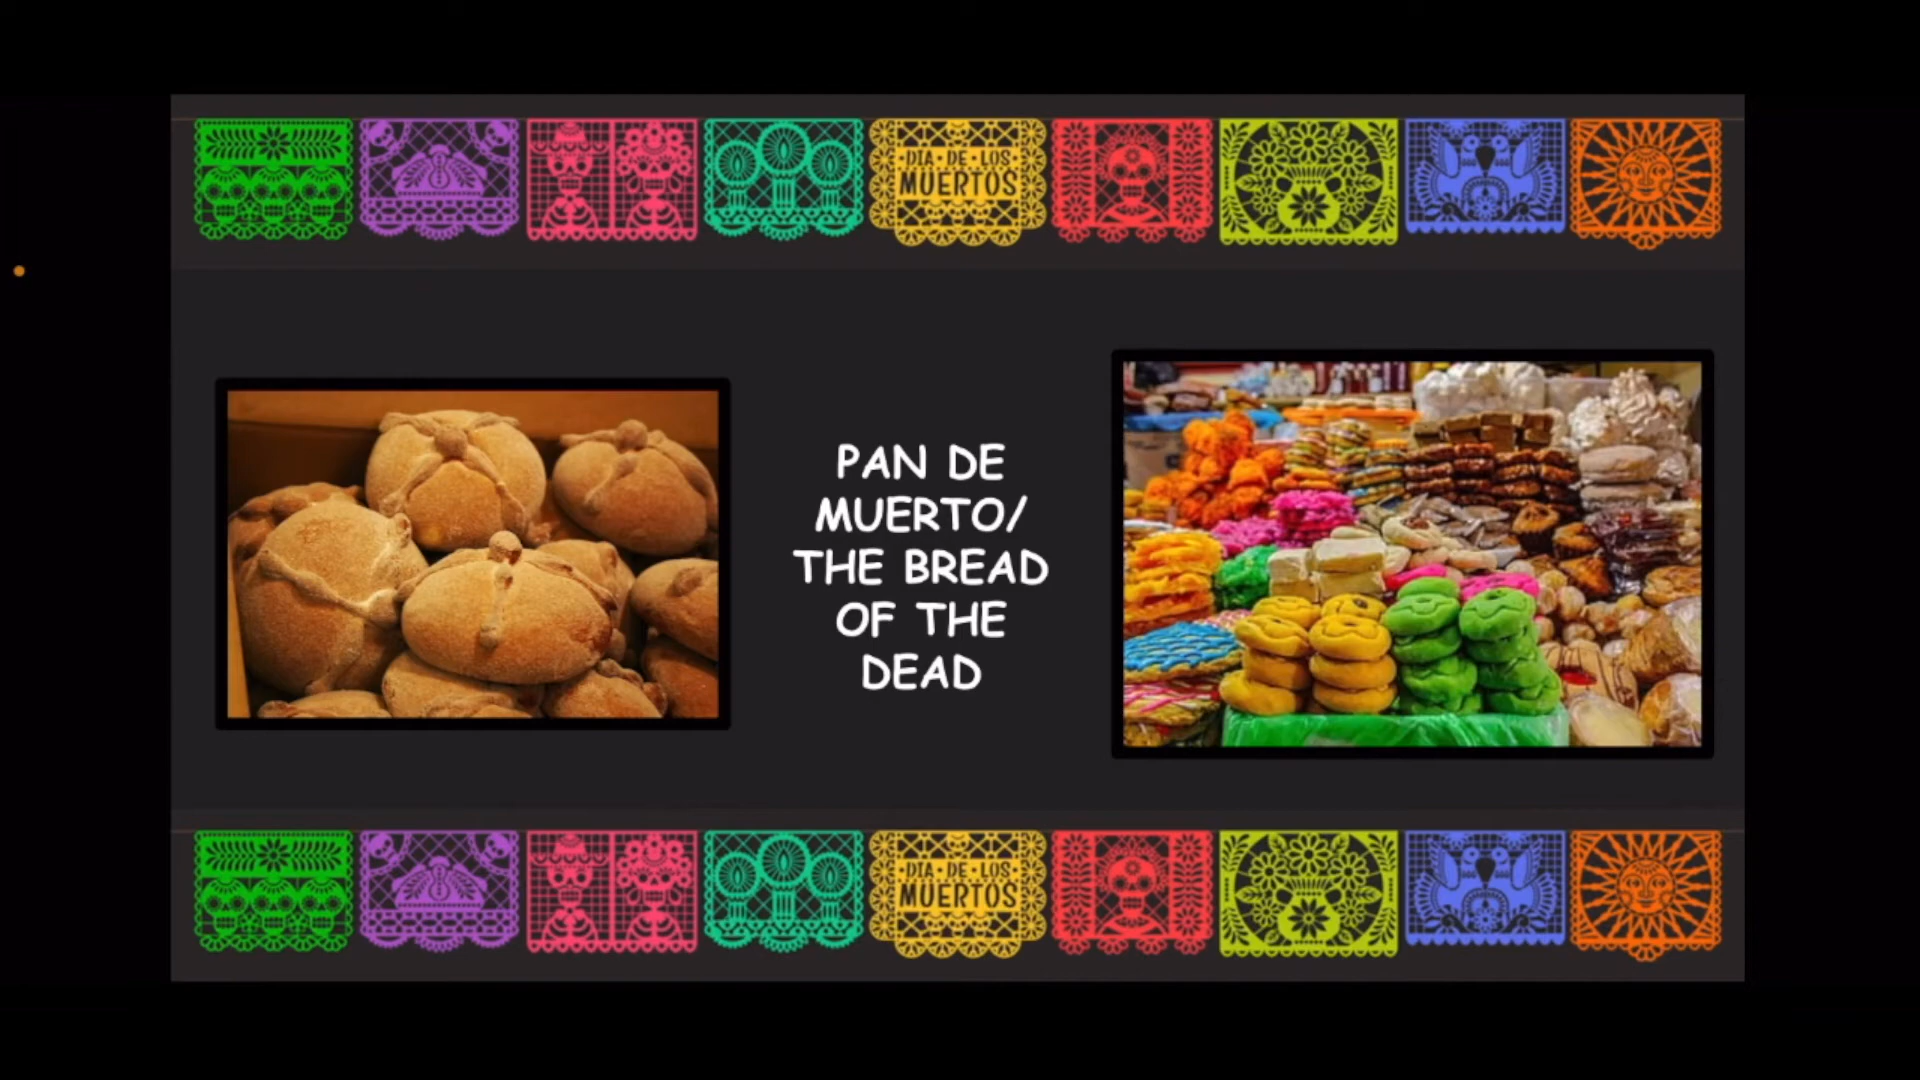 DIA·DE·LOS
MUERTOS
PAN DE
MUERTO/
THE BREAD
OF THE
DEAD
DIA·DE·LOS
MUERTOS